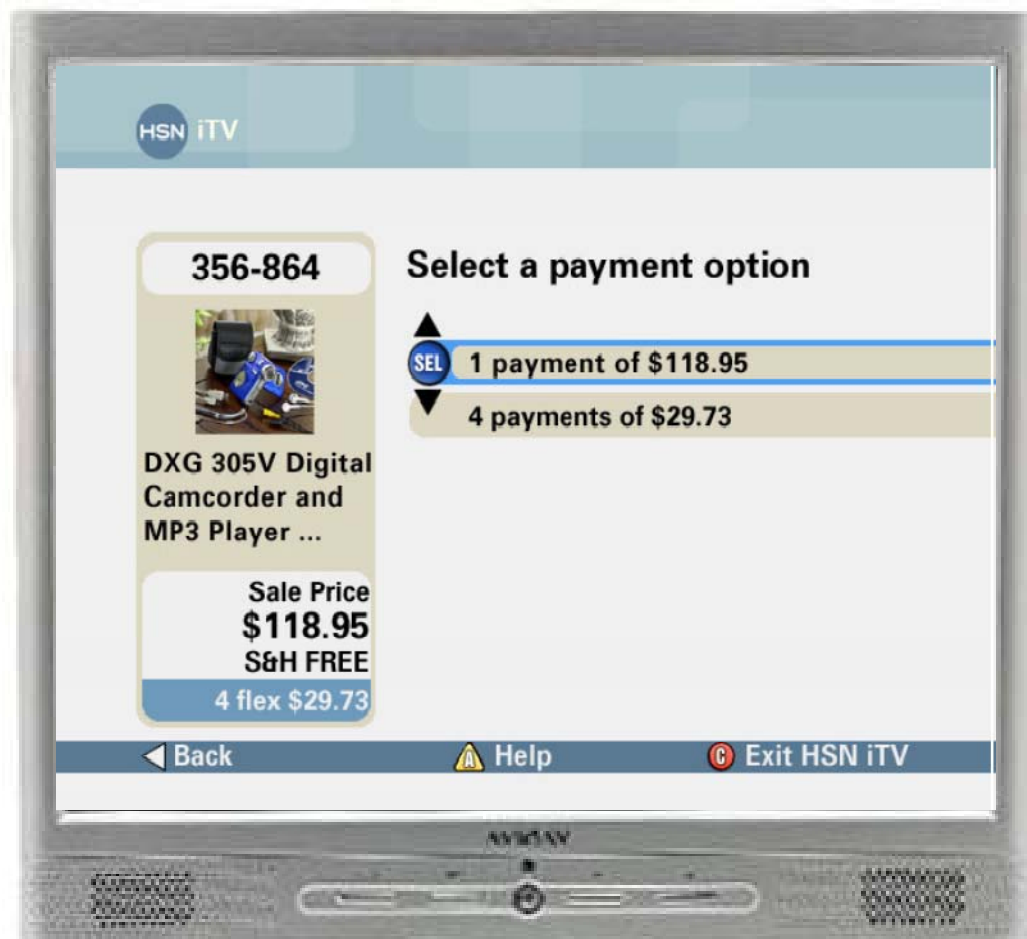 HSN iTV
356-864
DXG 305V Digital
Camcorder and
MP3 Player ...
Sale Price
$118.95
S&H FREE
4 flex $29.73
Select a payment option
SEL 1 payment of $118.95
4 payments of $29.73
Back A Help C Exit HSN iTV